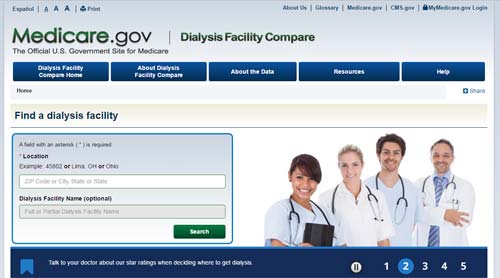 Español A A A Print
About Us Glossary Medicare.gov CMS.gov MyMedicare.gov Login
Medicare.gov Dialysis Facility Compare
The Official U.S. Government Site for Medicare
Dialysis Facility
Compare Home
About Dialysis
Facility Compare
About the Data
Resources
Help
Home
Share
Find a dialysis facility
A field with an asterisk ( * ) is required
* Location
Example: 45802 or Lima, OH or Ohio
ZIP Code or City, State or State
Dialysis Facility Name (optional)
Full or Partial Dialysis Facility Name
Search
Talk to your doctor about our star ratings when deciding where to get dialysis.
1 2 3 4 5